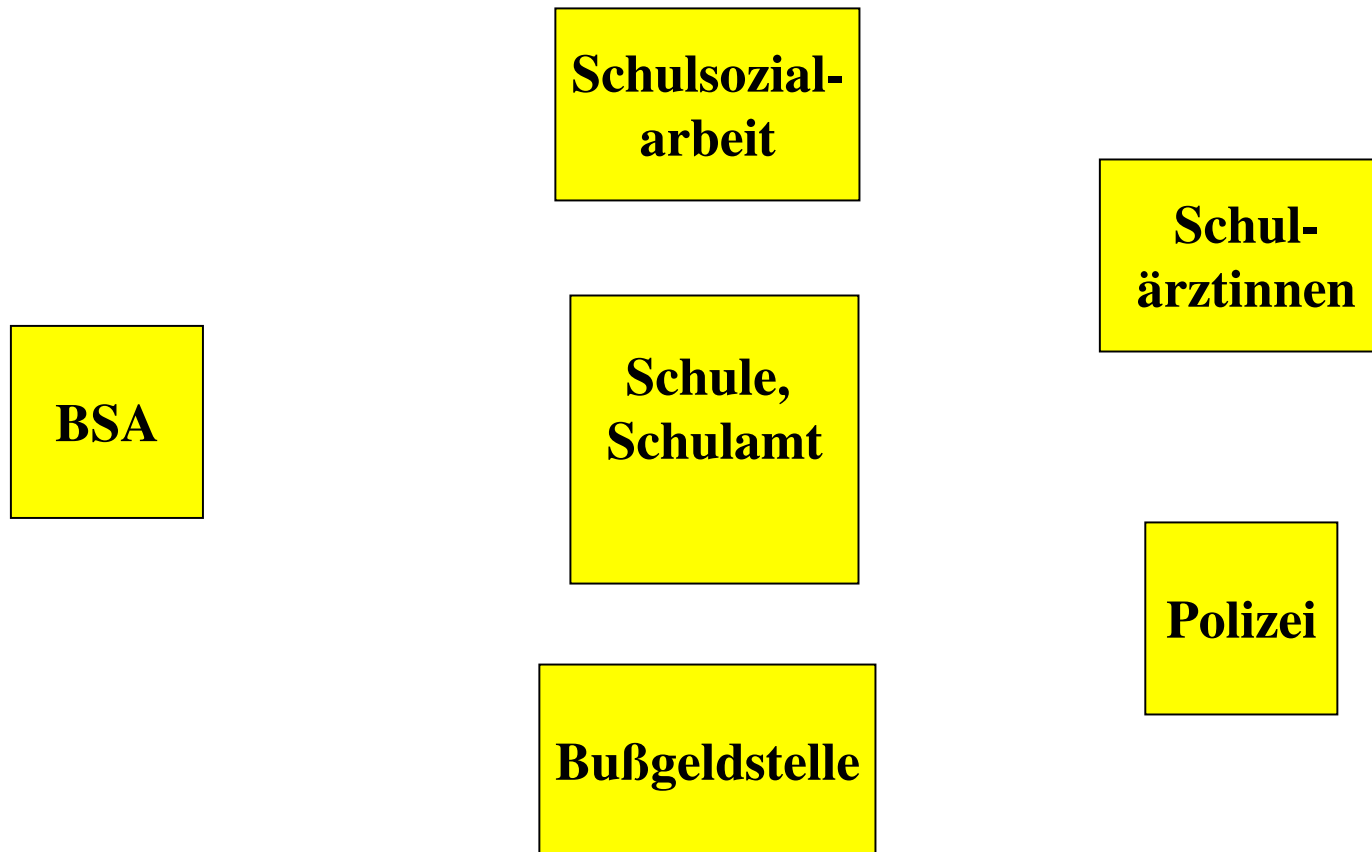 Schulsozial-
arbeit
Schul-
ärztinnen
Schule,
Schulamt
BSA
Polizei
Bußgeldstelle